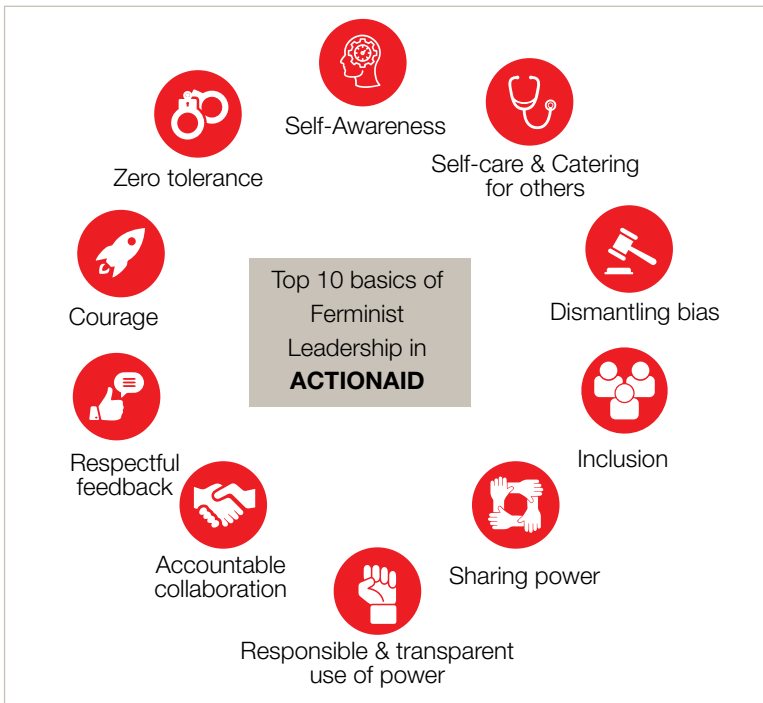 Self-Awareness
Self-care & Catering
for others
Dismantling bias
Inclusion
Sharing power
Responsible & transparent
use of power
Accountable
collaboration
Respectful
feedback
Courage
Zero tolerance
Top 10 basics of
Ferminist
Leadership in
ACTIONAID